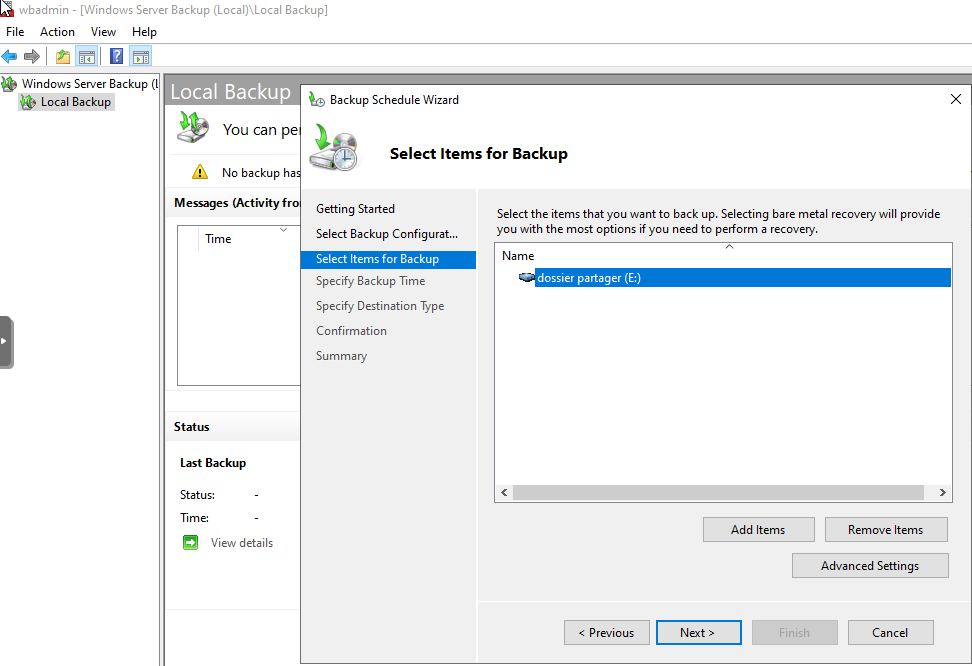 wbadmin - [Windows Server Backup (Local)\Local Backup]
File Action View Help
Windows Server Backup (L
Local Backup
Local Backup
You can per
No backup has
Messages (Activity fro
Time
Status
Last Backup
Status: -
Time: -
View details
Backup Schedule Wizard
Select Items for Backup
Getting Started
Select Backup Configurat...
Select Items for Backup
Specify Backup Time
Specify Destination Type
Confirmation
Summary
Select the items that you want to back up. Selecting bare metal recovery will provide
you with the most options if you need to perform a recovery.
Name
dossier partager (E:)
Add Items Remove Items
Advanced Settings
< Previous Next > Finish Cancel